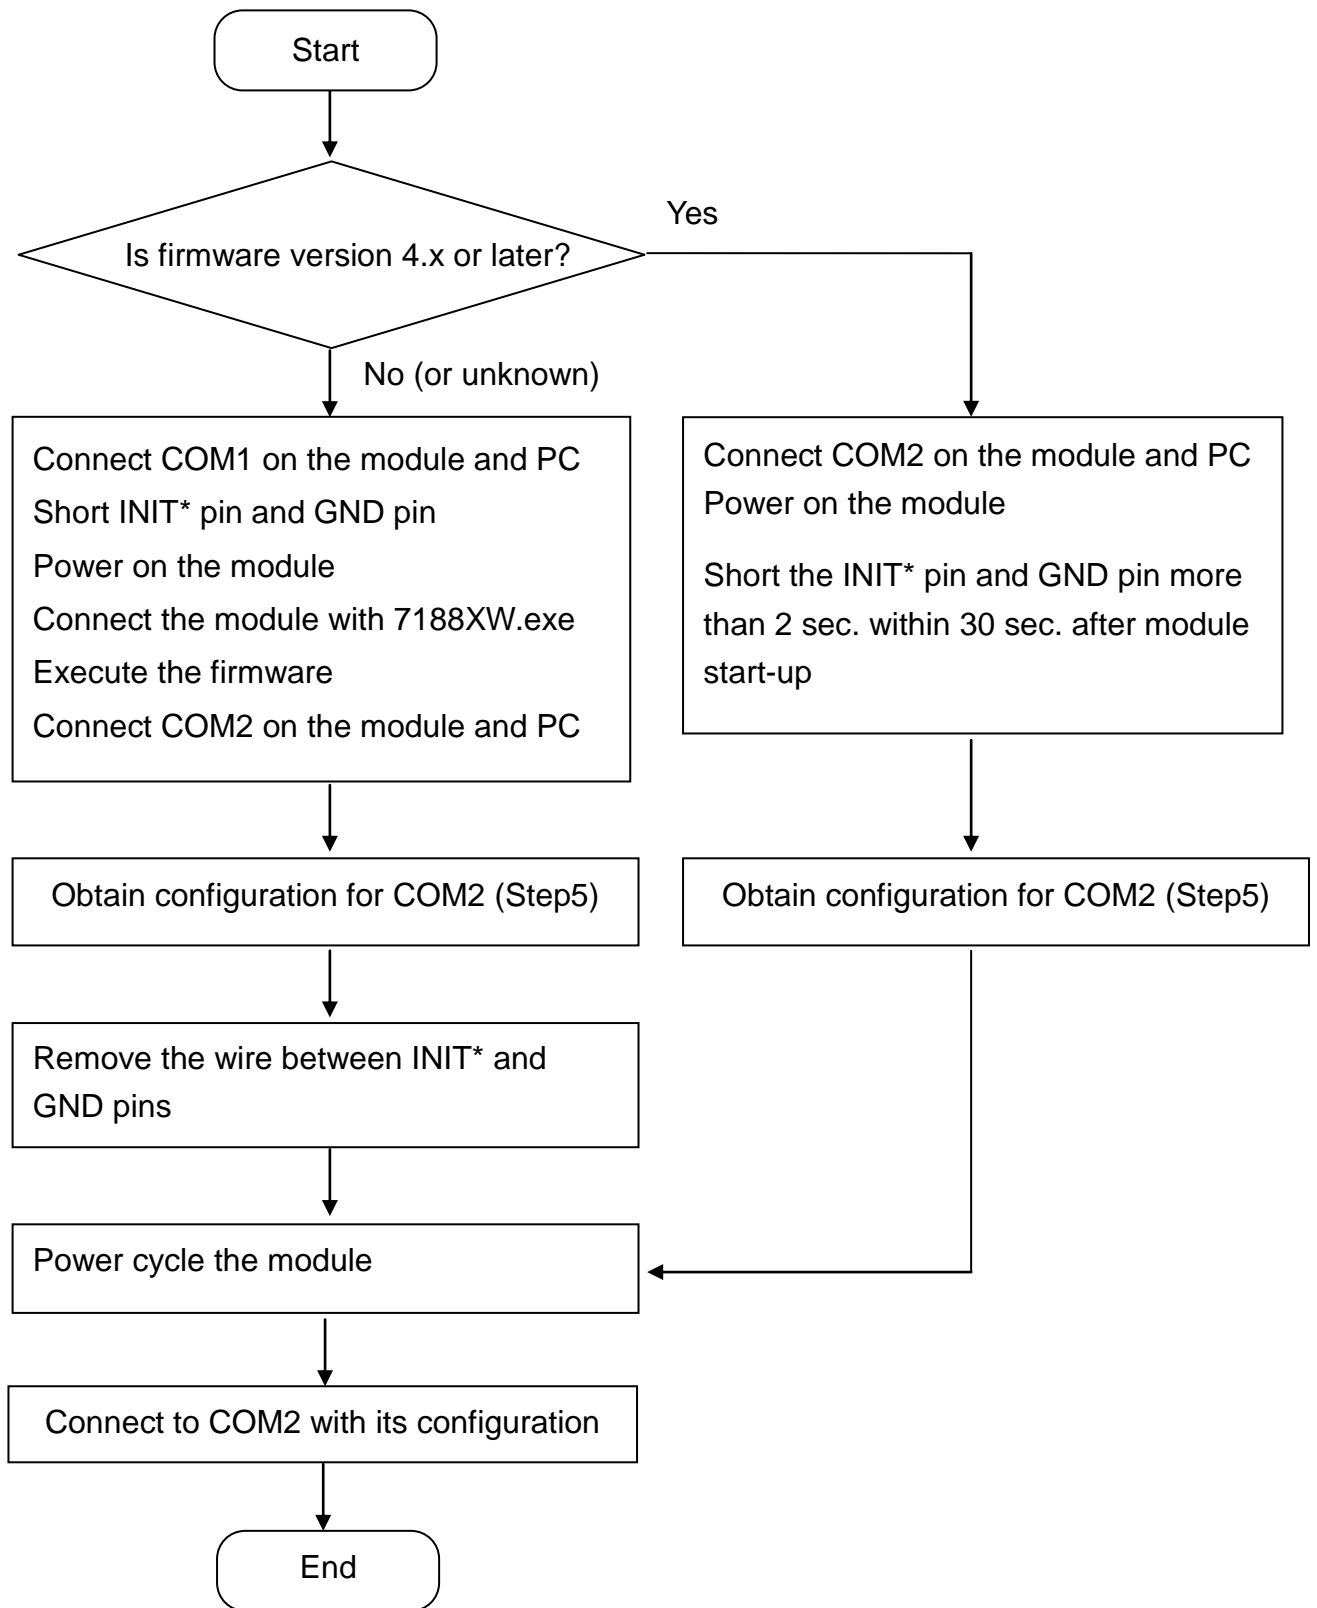 Start
Is firmware version 4.x or later?
Yes
No (or unknown)
Connect COM1 on the module and PC
Short INIT* pin and GND pin
Power on the module
Connect the module with 7188XW.exe
Execute the firmware
Connect COM2 on the module and PC
Connect COM2 on the module and PC
Power on the module
Short the INIT* pin and GND pin more
than 2 sec. within 30 sec. after module
start-up
Obtain configuration for COM2 (Step5)
Obtain configuration for COM2 (Step5)
Remove the wire between INIT* and
GND pins
Power cycle the module
Connect to COM2 with its configuration
End